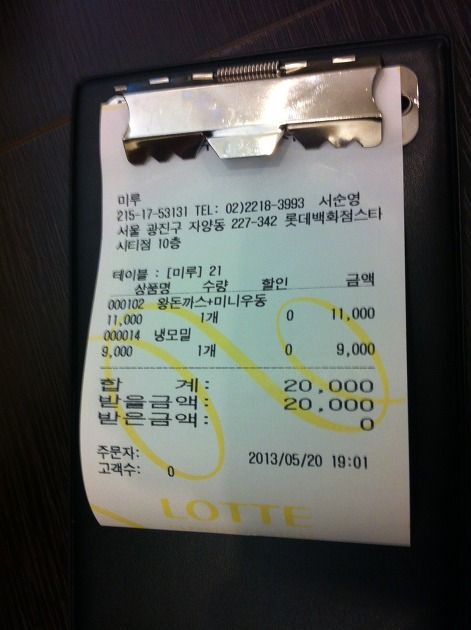 미루
215-17-53131 TEL: 02)2218-3993 서순영
서울 광진구 자양동 227-342 롯데백화점스타
시티점 10층
테이블 : [미루] 21
상품명 수량 할인 금액
000102 왕돈까스+미니우동
11,000 1개 0 11,000
000014 냉모밀
9,000 1개 0 9,000
합 계: 20,000
받을금액: 20,000
받은금액: 0
주문자: 2013/05/20 19:01
고객수: 0
LOTTE